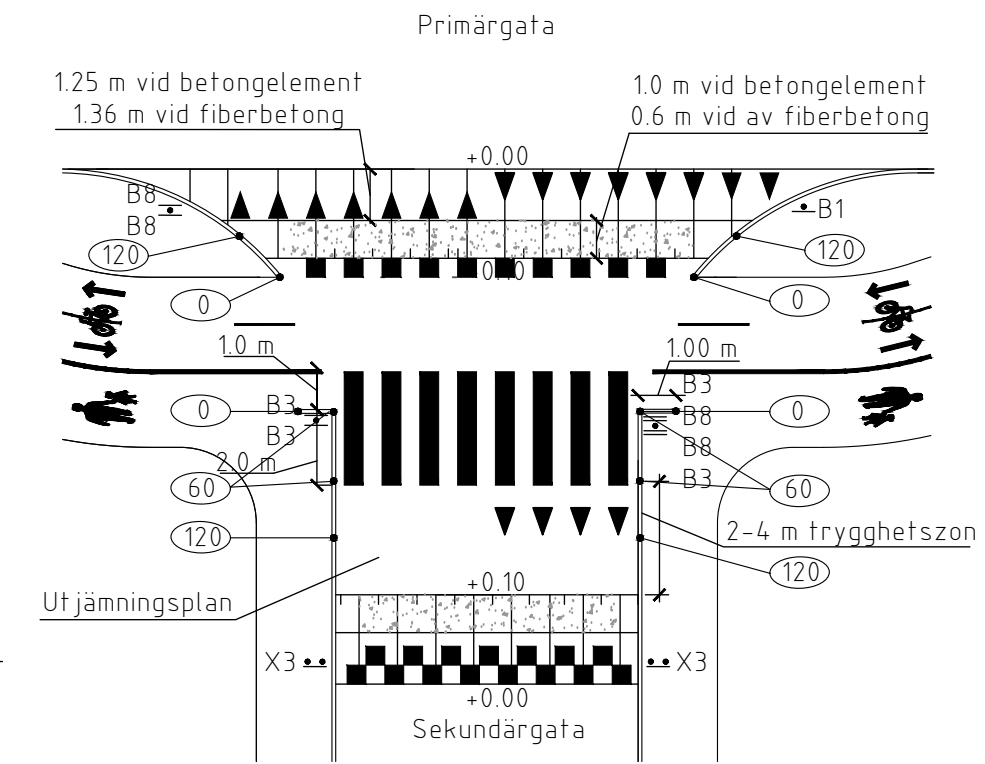 Primärgata
1.25 m vid betongelement
1.36 m vid fiberbetong
1.0 m vid betongelement
0.6 m vid av fiberbetong
+0.00
B8
B8
B1
120
120
0
0
1.0 m
1.00 m
B3
0
B3
B8
0
B3
B8
2.0 m
B3
60
60
120
2-4 m trygghetszon
120
+0.10
Utjämningsplan
X3
X3
+0.00
Sekundärgata